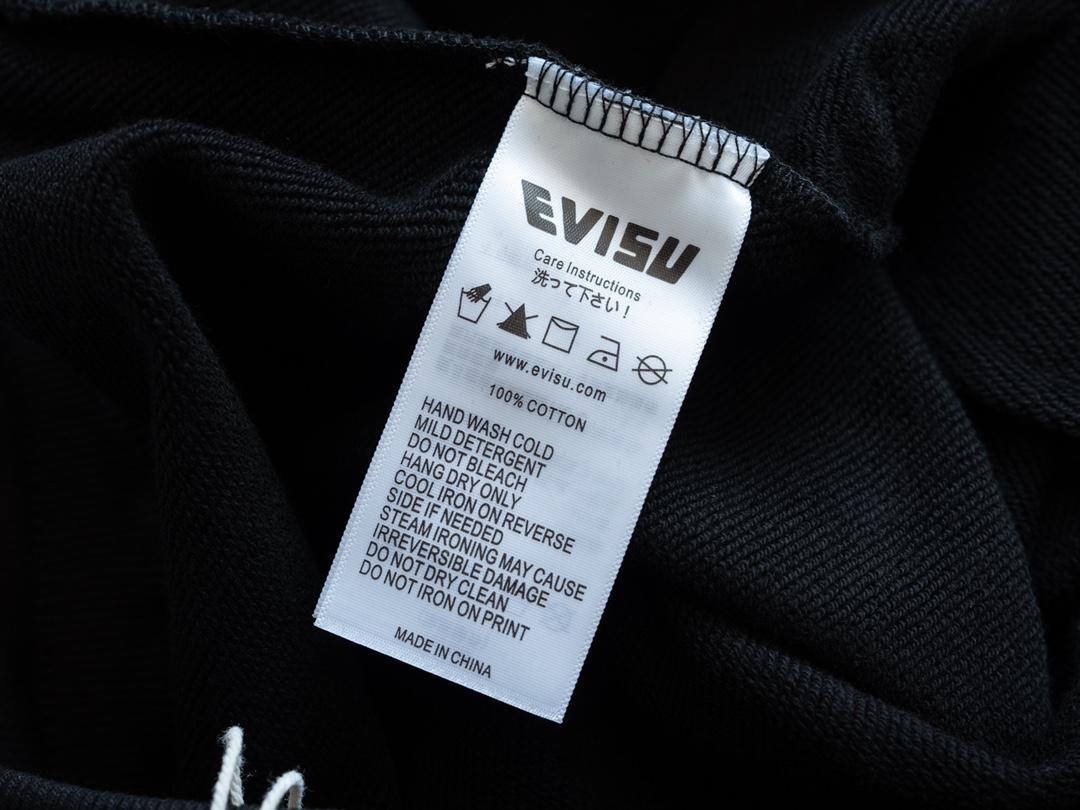 EVISU
Care Instructions
洗って下さい！
www.evisu.com
100% COTTON
HAND WASH COLD
MILD DETERGENT
DO NOT BLEACH
HANG DRY ONLY
COOL IRON ON REVERSE
SIDE IF NEEDED
STEAM IRONING MAY CAUSE
IRREVERSIBLE DAMAGE
DO NOT DRY CLEAN
DO NOT IRON ON PRINT
MADE IN CHINA